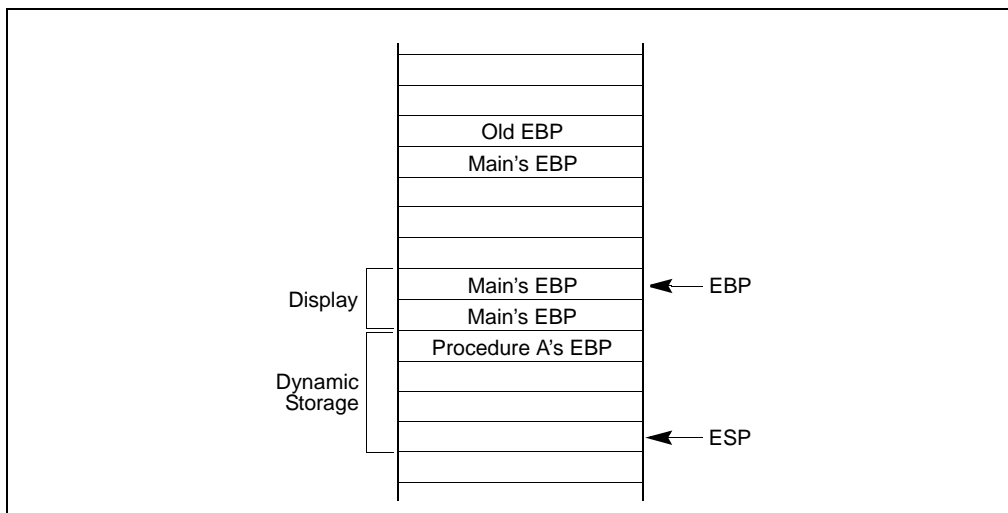 Old EBP
Main's EBP
Main's EBP
EBP
Display
Main's EBP
Procedure A's EBP
Dynamic
Storage
ESP